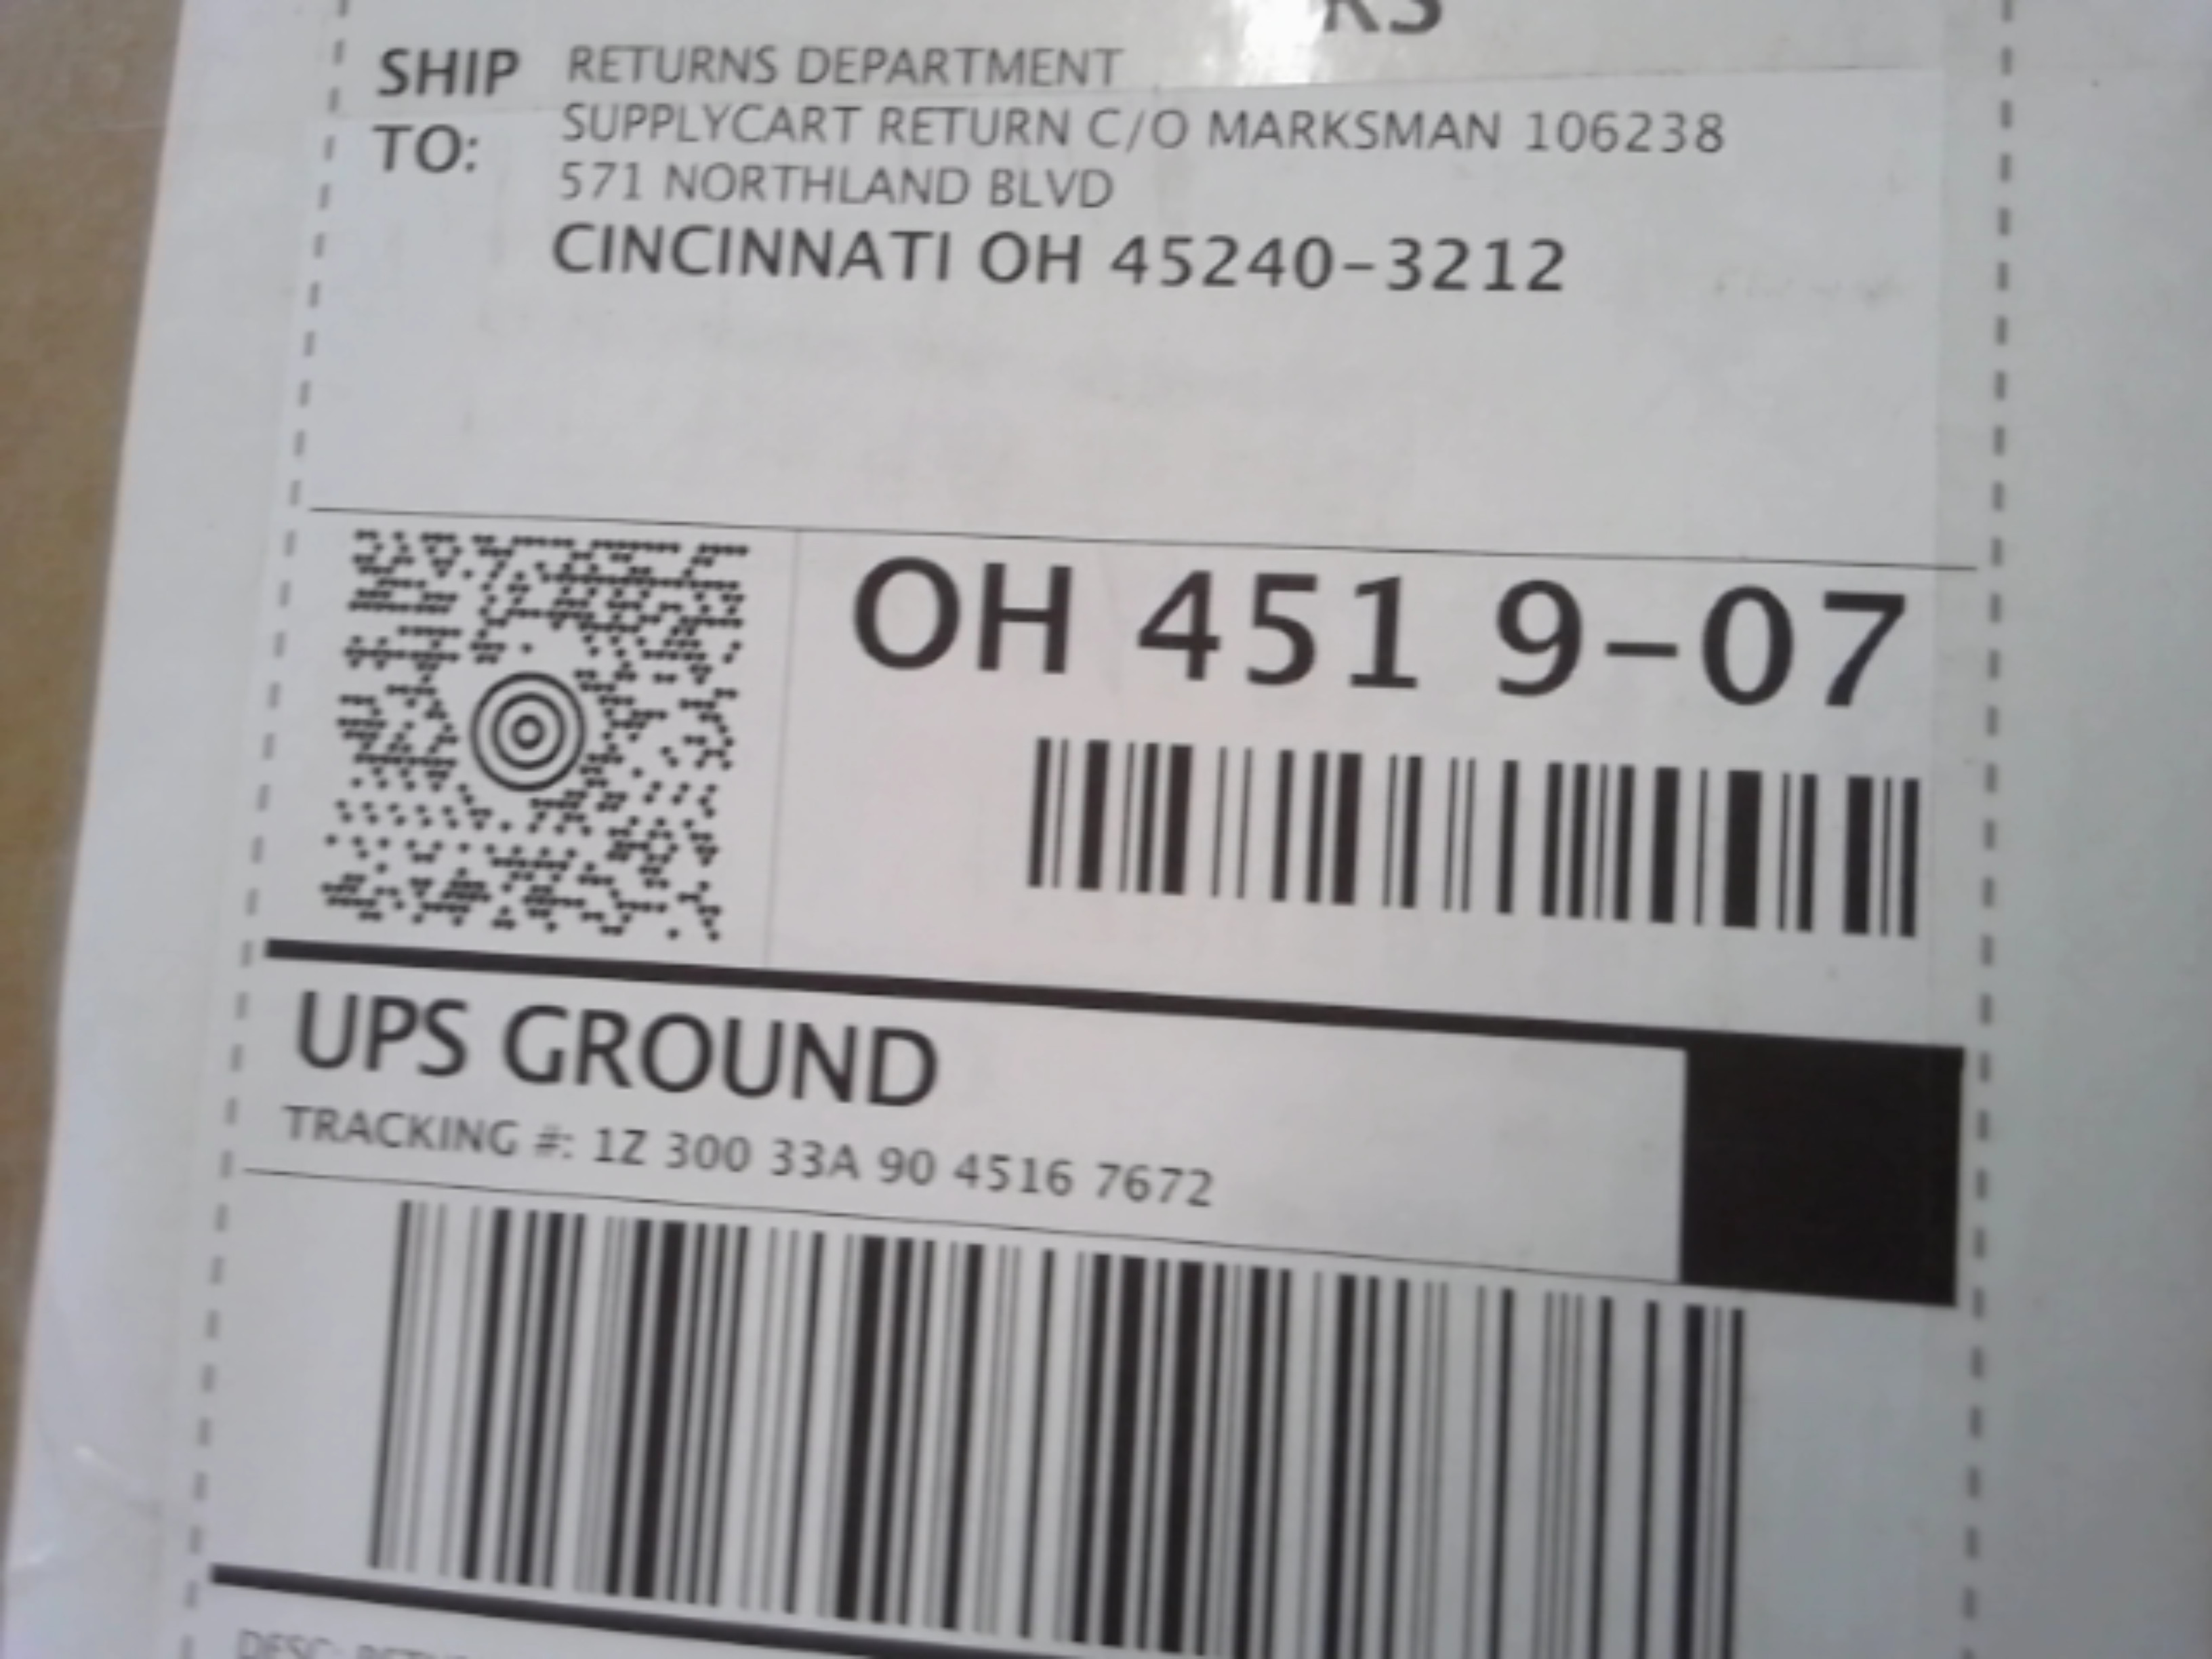 SHIP TO:
RETURNS DEPARTMENT
SUPPLYCART RETURN C/O MARKSMAN 106238
571 NORTHLAND BLVD
CINCINNATI OH 45240-3212
OH 451 9-07
UPS GROUND
TRACKING #: 1Z 300 33A 90 4516 7672
DESC: